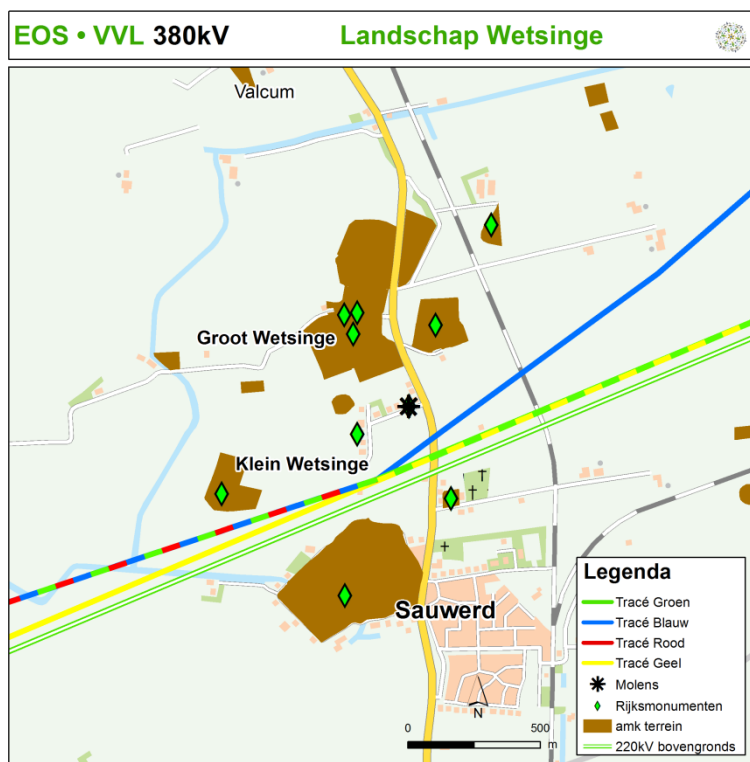 EOS • VVL 380kV Landschap Wetsinge
Valcum
Groot Wetsinge
Klein Wetsinge
Sauwerd
Legenda
Tracé Groen
Tracé Blauw
Tracé Rood
Tracé Geel
Molens
Rijksmonumenten
amk terrein
220kV bovengronds
N
0 500
m